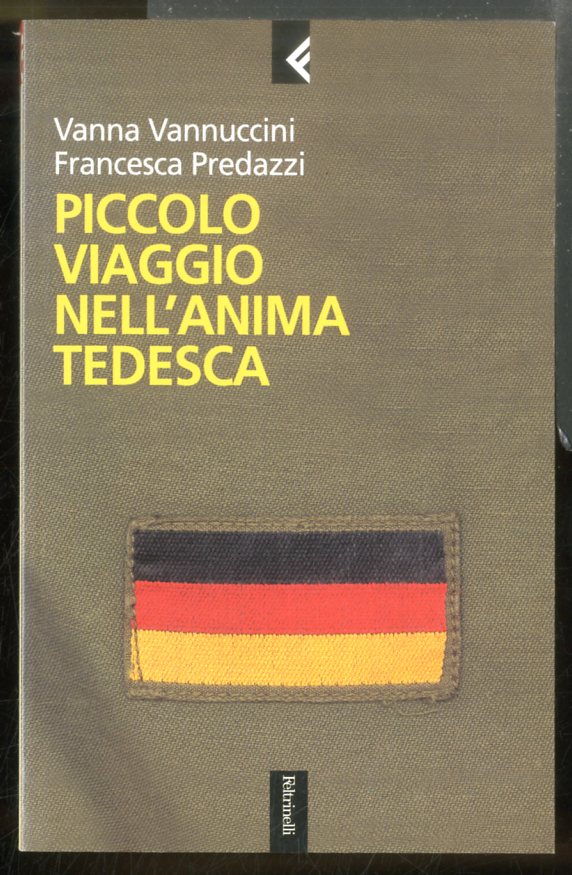 Vanna Vannuccini
Francesca Predazzi
PICCOLO
VIAGGIO
NELL'ANIMA
TEDESCA
Feltrinelli